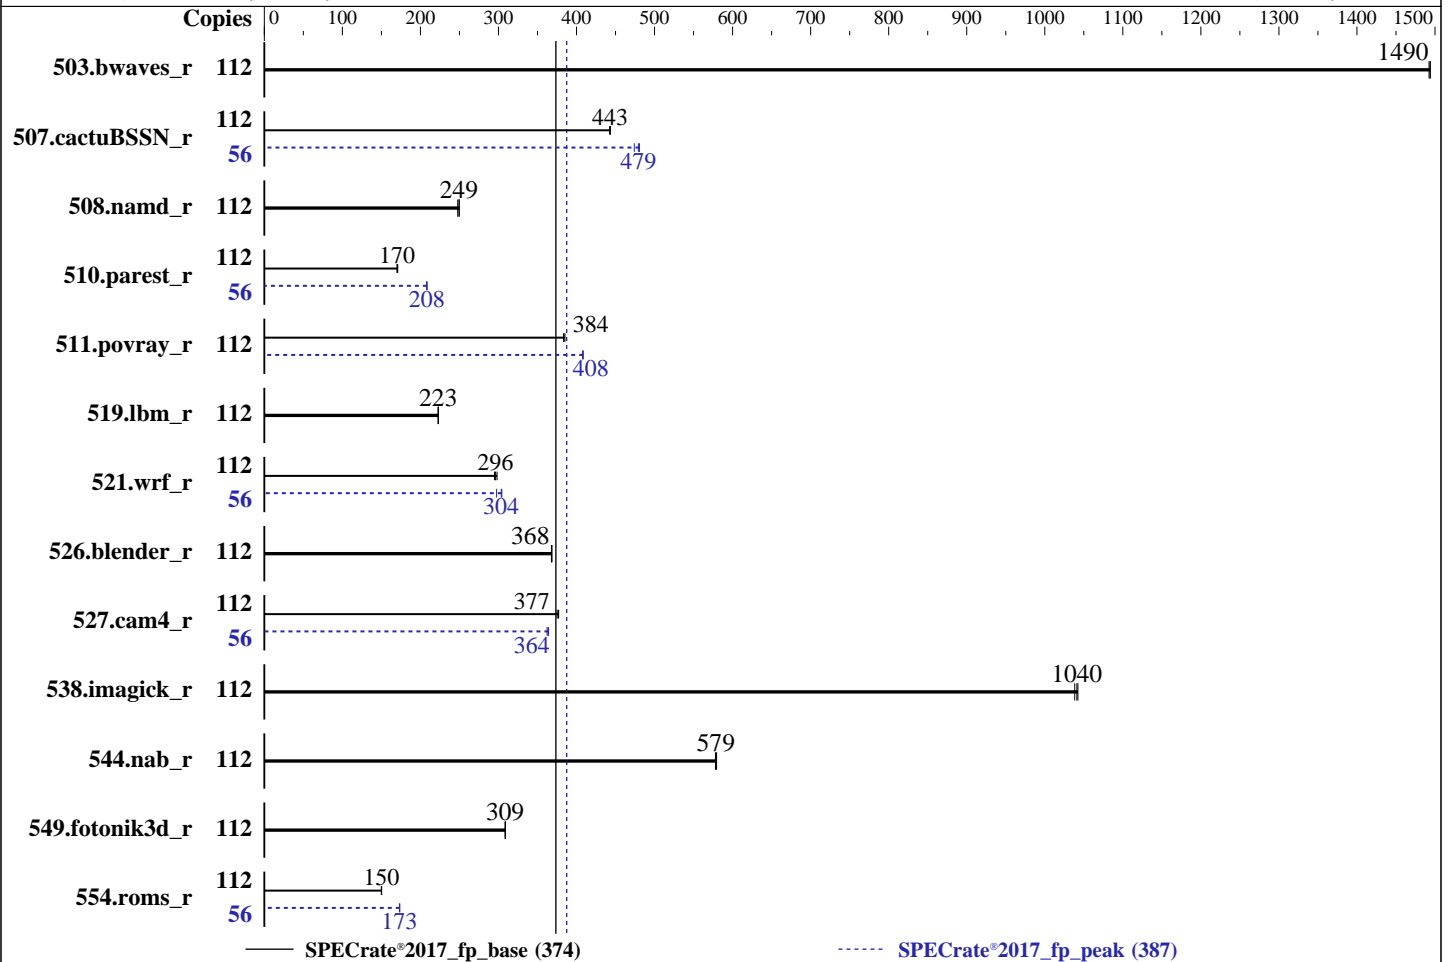 Copies 0 100 200 300 400 500 600 700 800 900 1000 1100 1200 1300 1400 1500
503.bwaves_r 112 1490
507.cactuBSSN_r 112 443
56 479
508.namd_r 112 249
510.parest_r 112 170
56 208
511.povray_r 112 384
408
519.lbm_r 112 223
521.wrf_r 112 296
56 304
526.blender_r 112 368
527.cam4_r 112 377
56 364
538.imagick_r 112 1040
544.nab_r 112 579
549.fotonik3d_r 112 309
554.roms_r 112 150
56 173
SPECrate®2017_fp_base (374) SPECrate®2017_fp_peak (387)